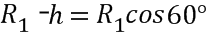 R₁ -h = R₁cos60°